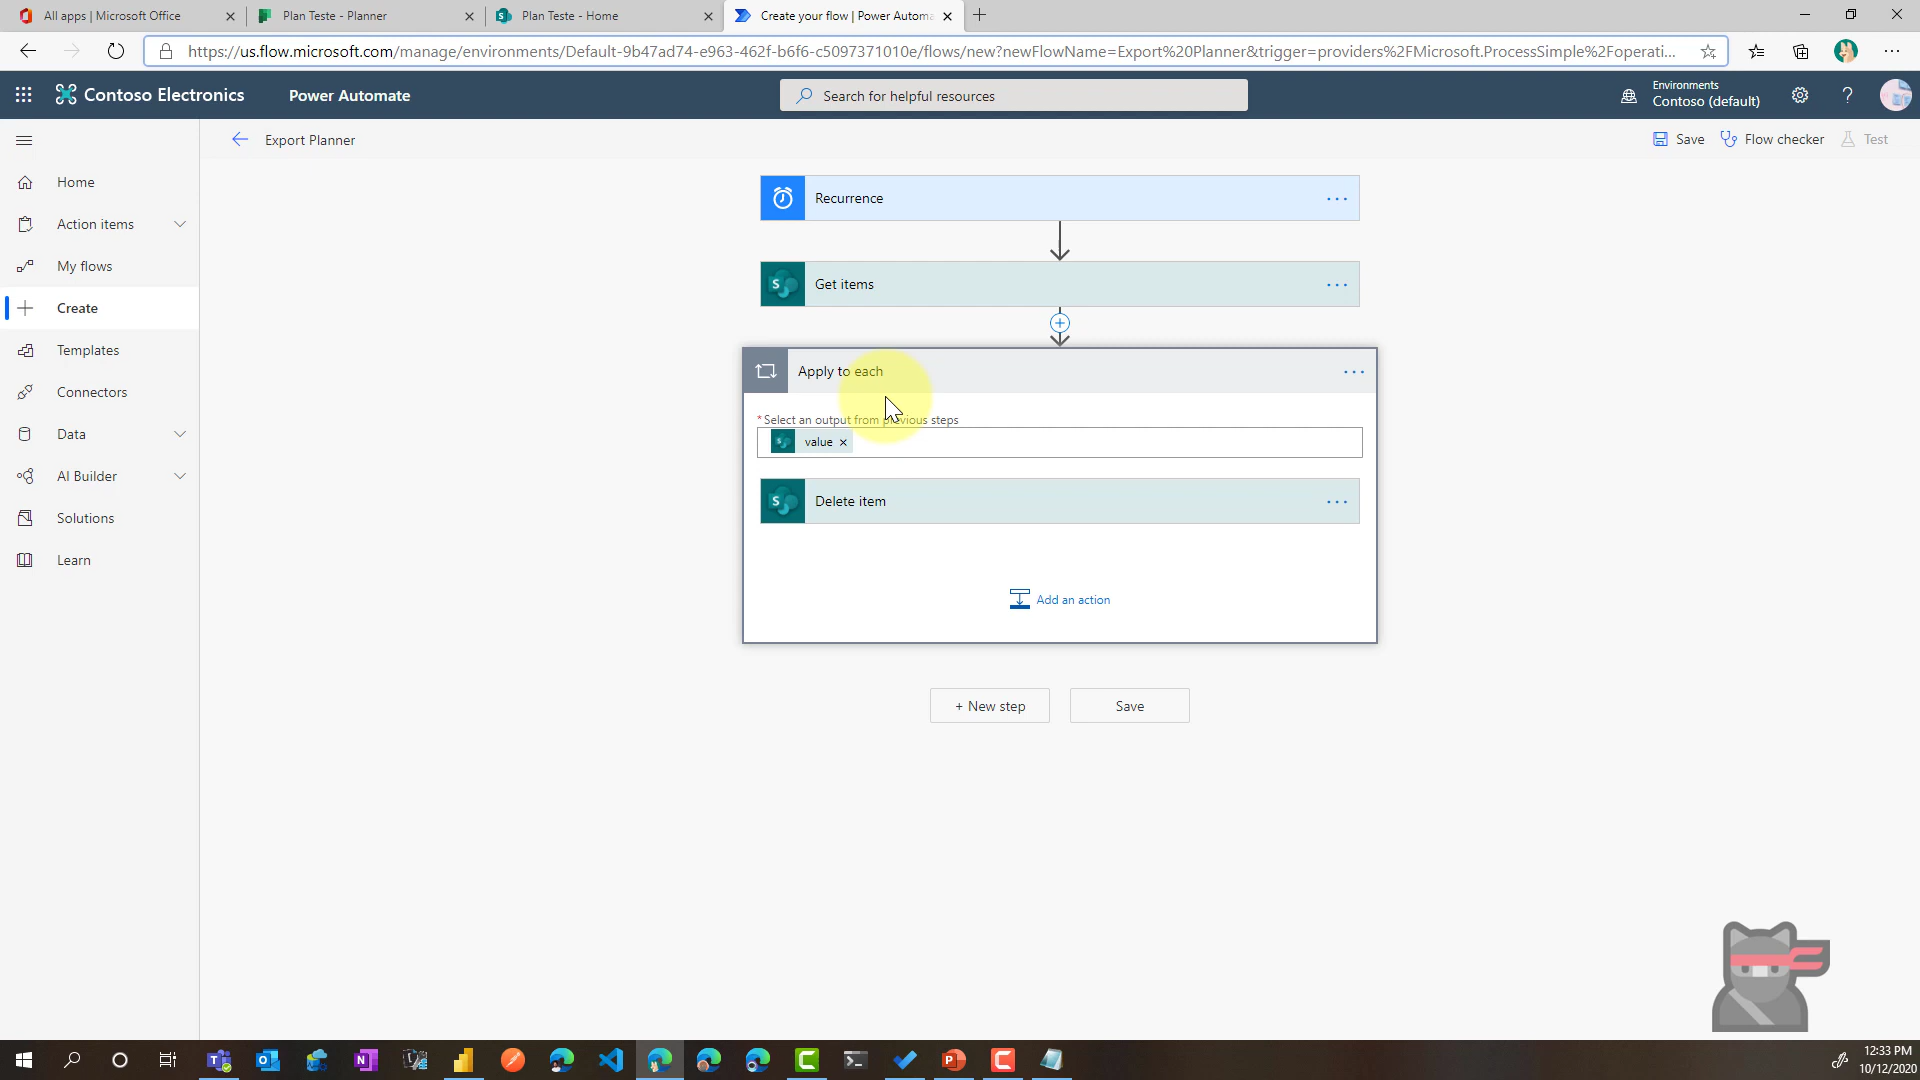 All apps | Microsoft Office
Plan Teste - Planner
Plan Teste - Home
Create your flow | Power Automa
https://us.flow.microsoft.com/manage/environments/Default-9b47ad74-e963-462f-b6f6-c5097371010e/flows/new?newFlowName=Export%20Planner&trigger=providers%2FMicrosoft.ProcessSimple%2Foperati...
Contoso Electronics
Power Automate
Search for helpful resources
Environments
Contoso (default)
Export Planner
Save
Flow checker
Test
Home
Action items
My flows
Create
Templates
Connectors
Data
AI Builder
Solutions
Learn
Recurrence
Get items
Apply to each
* Select an output from previous steps
value
Delete item
Add an action
+ New step
Save
12:33 PM
10/12/2020